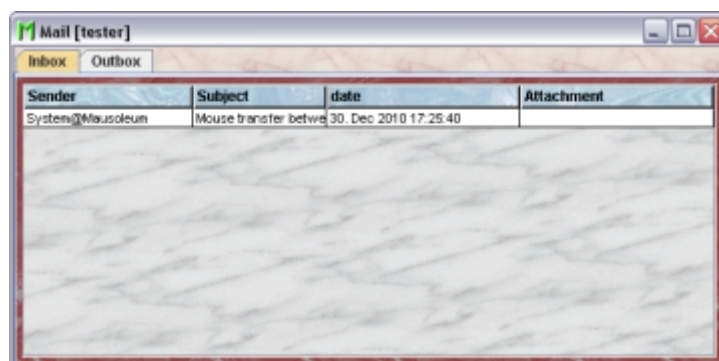 Mail [tester]
Inbox Outbox
Sender Subject date Attachment
System@Mausoleum Mouse transfer betwe 30. Dec 2010 17:25:40